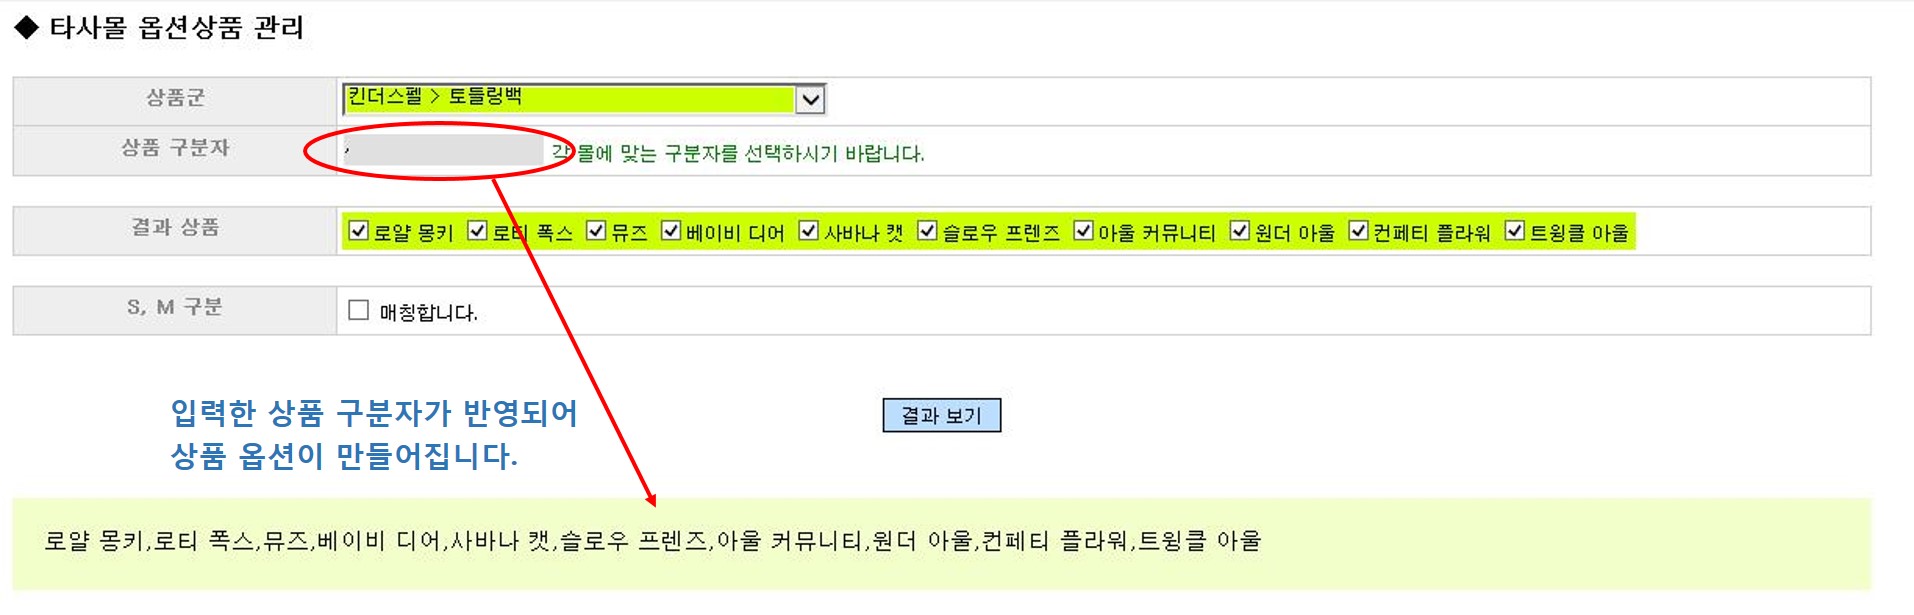 ◆ 타사몰 옵션상품 관리
상품군 킨더스펠 > 토들링백
상품 구분자 , 각 몰에 맞는 구분자를 선택하시기 바랍니다.
결과 상품 로얄 몽키 로티 폭스 뮤즈 베이비 디어 사바나 캣 슬로우 프렌즈 아울 커뮤니티 원더 아울 컨페티 플라워 트윙클 아울
S, M 구분 매칭합니다.
입력한 상품 구분자가 반영되어
상품 옵션이 만들어집니다.
결과 보기
로얄 몽키,로티 폭스,뮤즈,베이비 디어,사바나 캣,슬로우 프렌즈,아울 커뮤니티,원더 아울,컨페티 플라워,트윙클 아울